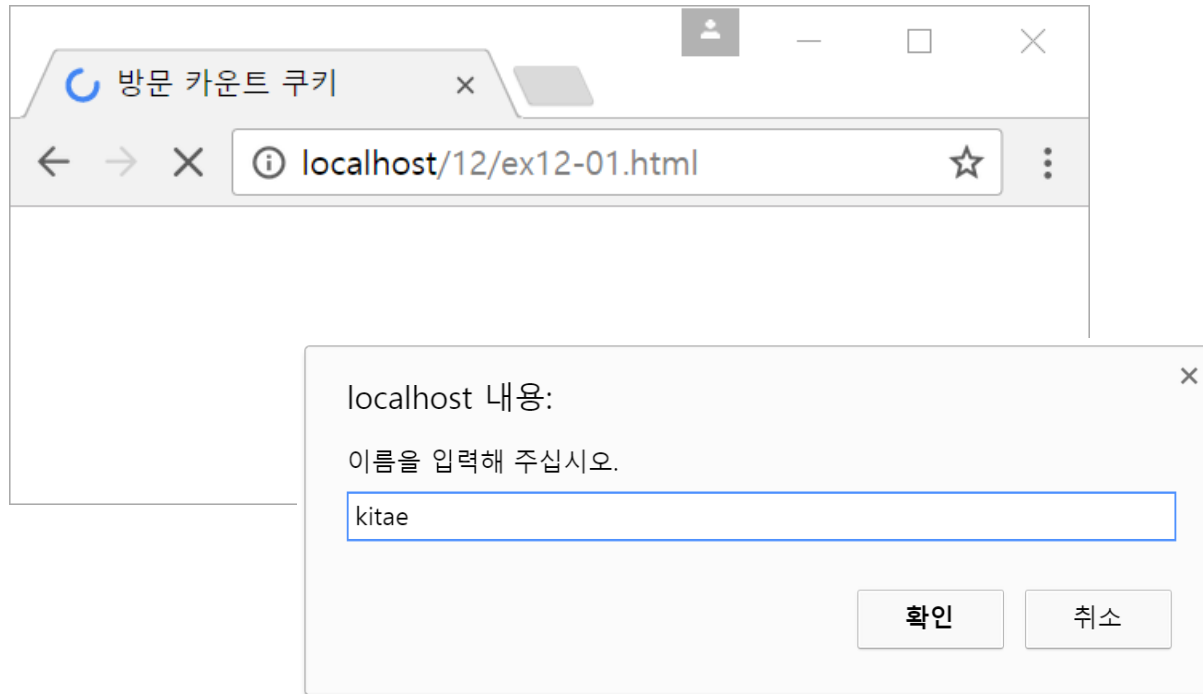 방문 카운트 쿠키
localhost/12/ex12-01.html
localhost 내용:
이름을 입력해 주십시오.
kitae
확인 취소